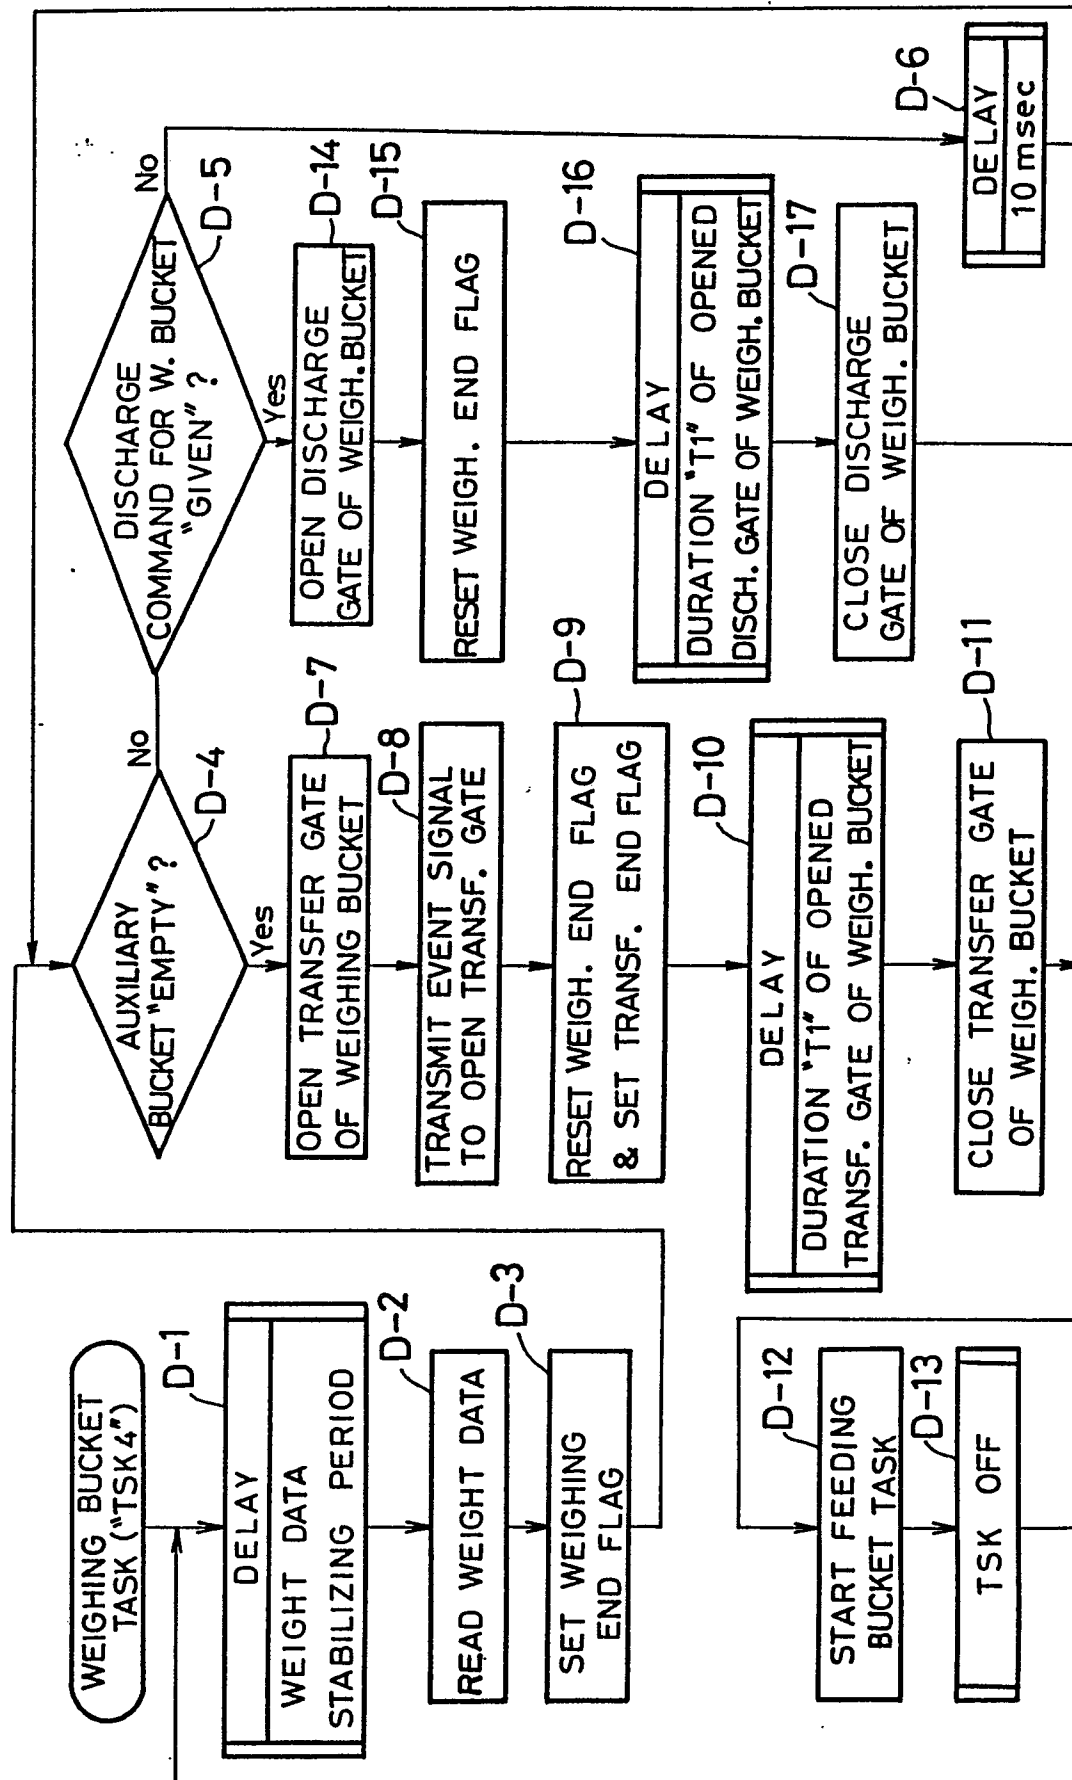 WEIGHING BUCKET
TASK ("TSK 4")
D-1
DELAY
WEIGHT DATA
STABILIZING PERIOD
D-2
READ WEIGHT DATA
D-3
SET WEIGHING
END FLAG
AUXILIARY
BUCKET "EMPTY" ?
D-4
No
Yes
DISCHARGE
COMMAND FOR W. BUCKET
"GIVEN" ?
D-5
No
Yes
D-6
DELAY
10 msec
D-7
OPEN TRANSFER GATE
OF WEIGHING BUCKET
D-8
TRANSMIT EVENT SIGNAL
TO OPEN TRANSF. GATE
D-9
RESET WEIGH. END FLAG
& SET TRANSF. END FLAG
D-10
DELAY
DURATION "T1" OF OPENED
TRANSF. GATE OF WEIGH. BUCKET
D-11
CLOSE TRANSFER GATE
OF WEIGH. BUCKET
D-12
START FEEDING
BUCKET TASK
D-13
TSK OFF
D-14
OPEN DISCHARGE
GATE OF WEIGH. BUCKET
D-15
RESET WEIGH. END FLAG
D-16
DELAY
DURATION "T1" OF OPENED
DISCH. GATE OF WEIGH. BUCKET
D-17
CLOSE DISCHARGE
GATE OF WEIGH. BUCKET